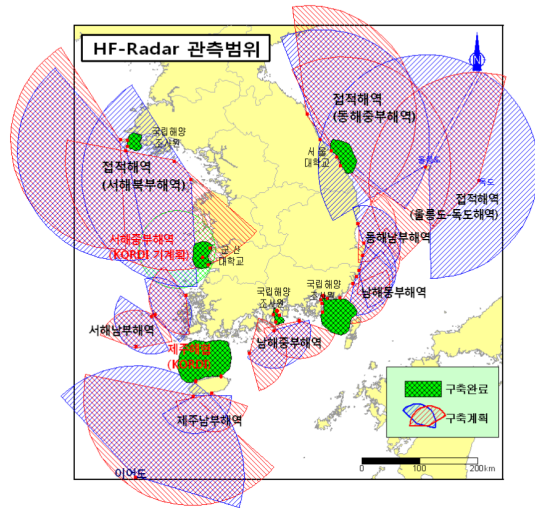 HF-Radar 관측범위
N
국립해양
조사원
접적해역
(동해중부해역)
서울
대학교
접적해역
(서해북부해역)
울릉도
독도
접적해역
(울릉도-독도해역)
서해중부해역
(KORDI 기계획)
군산
대학교
동해남부해역
국립해양
조사원
국립해양
조사원
남해동부해역
서해남부해역
제주해협
(KORDI)
남해중부해역
구축완료
제주남부해역
구축계획
이어도
0
100
200
km